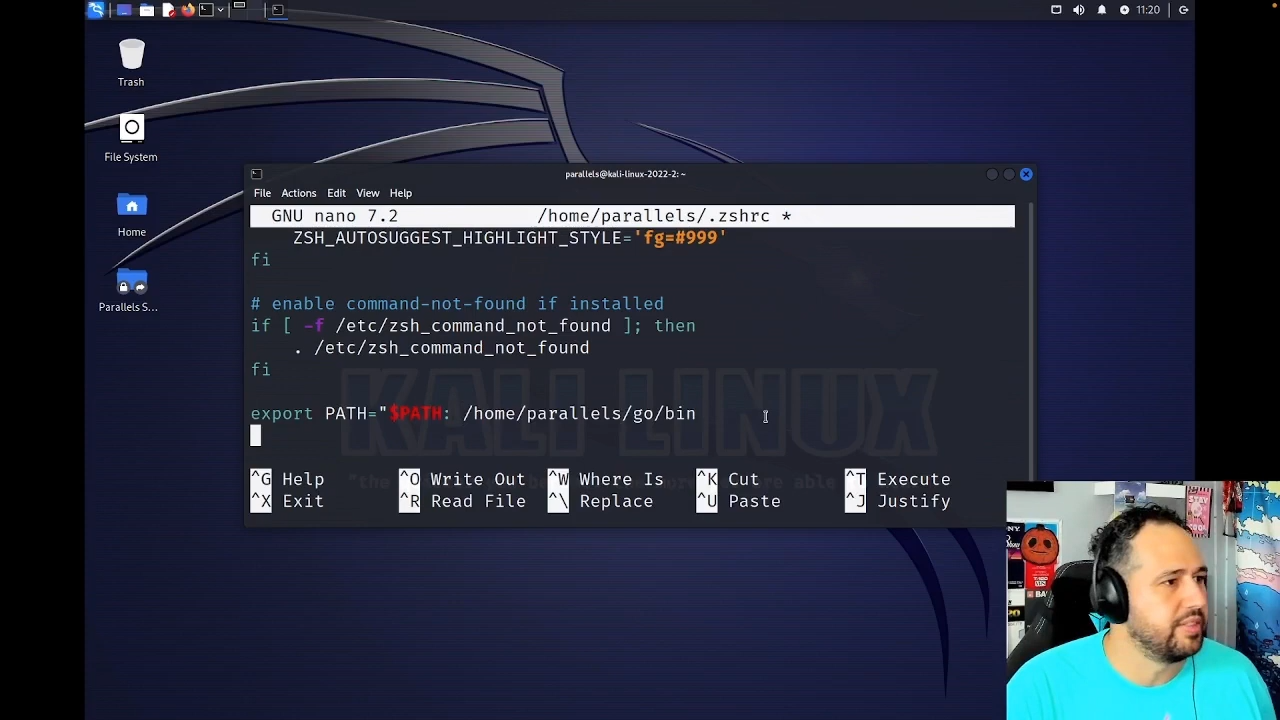 11:20
Trash
File System
Home
Parallels S...
parallels@kali-linux-2022-2: ~
File Actions Edit View Help
GNU nano 7.2 /home/parallels/.zshrc *
ZSH_AUTOSUGGEST_HIGHLIGHT_STYLE='fg=#999'
fi
# enable command-not-found if installed
if [ -f /etc/zsh_command_not_found ]; then
. /etc/zsh_command_not_found
fi
export PATH="$PATH: /home/parallels/go/bin
KALI LINUX
^G Help ^O Write Out ^W Where Is ^K Cut ^T Execute
^X Exit ^R Read File ^\ Replace ^U Paste ^J Justify